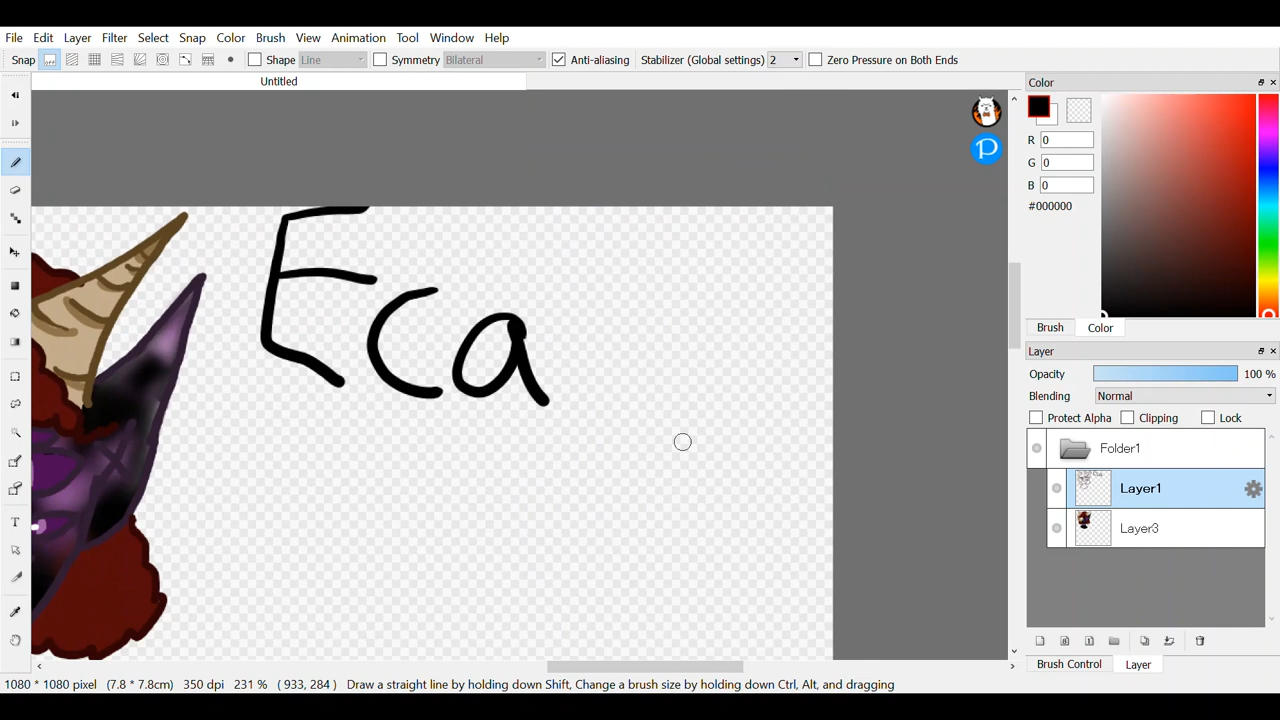 File Edit Layer Filter Select Snap Color Brush View Animation Tool Window Help
Snap off Shape Line Symmetry Bilateral Anti-aliasing Stabilizer (Global settings) 2 Zero Pressure on Both Ends
Untitled
Color
R 0
G 0
B 0
#000000
Brush Color
Layer
Opacity 100 %
Blending Normal
Protect Alpha Clipping Lock
Folder1
Layer1
Layer3
Brush Control Layer
Eca
T
P
1080 * 1080 pixel (7.8 * 7.8cm) 350 dpi 231 % ( 933, 284 ) Draw a straight line by holding down Shift, Change a brush size by holding down Ctrl, Alt, and dragging